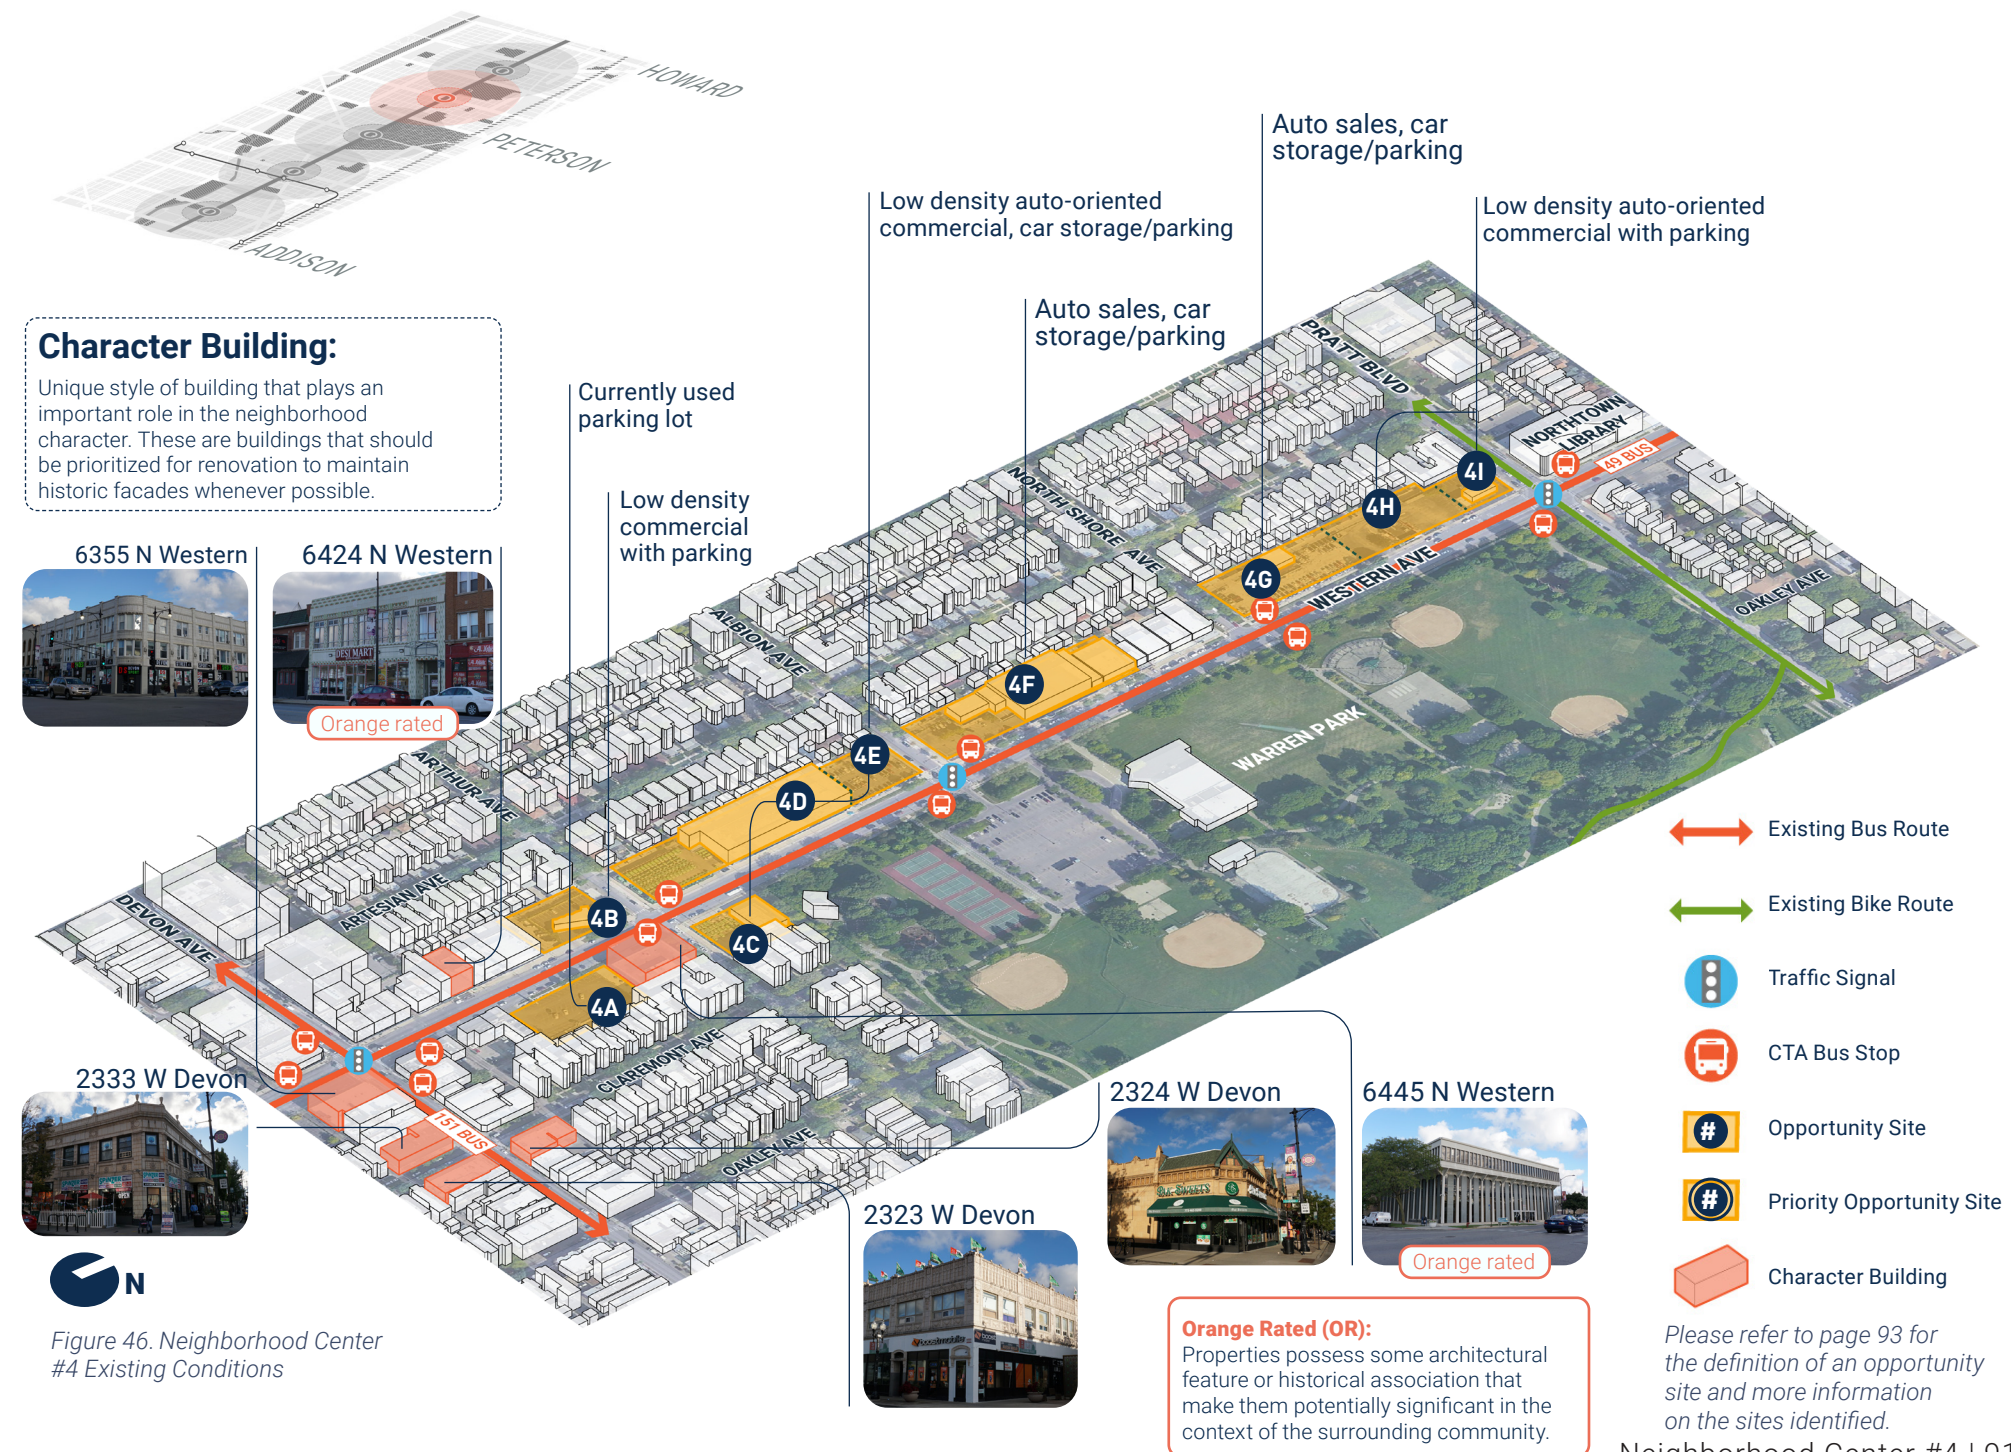 HOWARD
PETERSON
ADDISON
Auto sales, car
storage/parking
Low density auto-oriented
commercial, car storage/parking
Low density auto-oriented
commercial with parking
Auto sales, car
storage/parking
Character Building:
Unique style of building that plays an
important role in the neighborhood
character. These are buildings that should
be prioritized for renovation to maintain
historic facades whenever possible.
Currently used
parking lot
Low density
commercial
with parking
6355 N Western
6424 N Western
DESI MART
Orange rated
PRATT BLVD
NORTHTOWN
LIBRARY
49 BUS
NORTH SHORE AVE
4I
4H
4G
WESTERN AVE
OAKLEY AVE
ALBION AVE
4F
WARREN PARK
4E
4D
ARTHUR AVE
ARTESIAN AVE
DEVON AVE
4B
4C
4A
CLAREMONT AVE
OAKLEY AVE
151 BUS
2333 W Devon
2324 W Devon
6445 N Western
Orange rated
2323 W Devon
boostmobile
N
Figure 46. Neighborhood Center
#4 Existing Conditions
Orange Rated (OR):
Properties possess some architectural
feature or historical association that
make them potentially significant in the
context of the surrounding community.
Existing Bus Route
Existing Bike Route
Traffic Signal
CTA Bus Stop
# Opportunity Site
# Priority Opportunity Site
Character Building
Please refer to page 93 for
the definition of an opportunity
site and more information
on the sites identified.